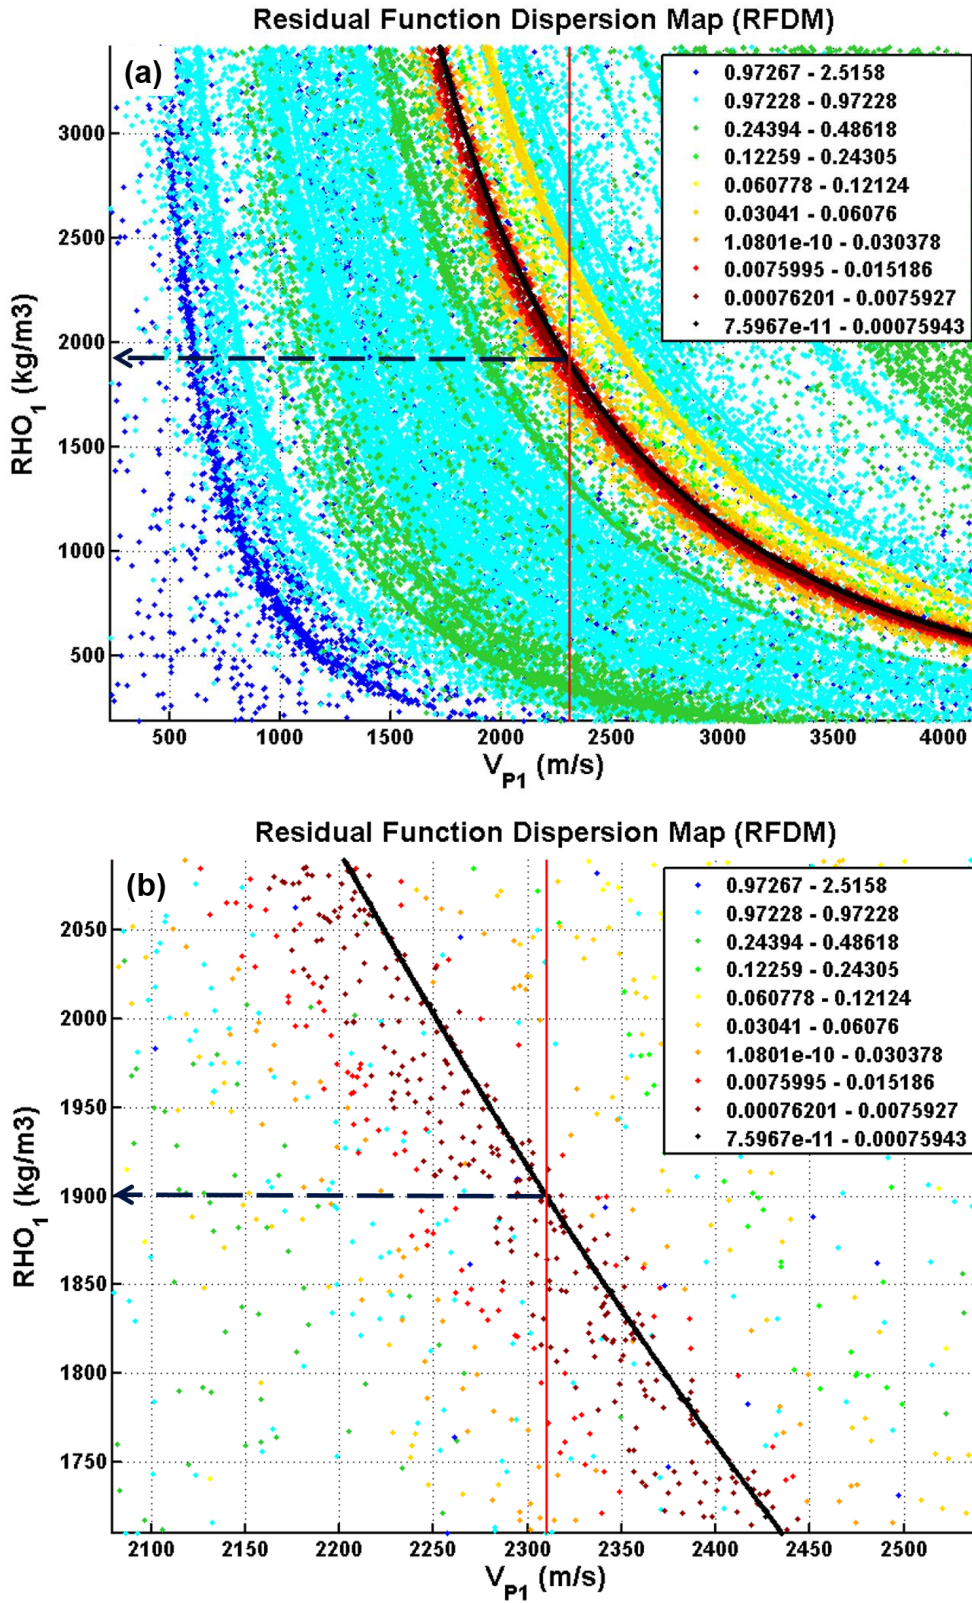 Residual Function Dispersion Map (RFDM)
(a)
0.97267 - 2.5158
0.97228 - 0.97228
0.24394 - 0.48618
0.12259 - 0.24305
0.060778 - 0.12124
0.03041 - 0.06076
1.0801e-10 - 0.030378
0.0075995 - 0.015186
0.00076201 - 0.0075927
7.5967e-11 - 0.00075943
3000
2500
2000
1500
1000
500
RHO1 (kg/m3)
500 1000 1500 2000 2500 3000 3500 4000
VP1 (m/s)
Residual Function Dispersion Map (RFDM)
(b)
0.97267 - 2.5158
0.97228 - 0.97228
0.24394 - 0.48618
0.12259 - 0.24305
0.060778 - 0.12124
0.03041 - 0.06076
1.0801e-10 - 0.030378
0.0075995 - 0.015186
0.00076201 - 0.0075927
7.5967e-11 - 0.00075943
2050
2000
1950
1900
1850
1800
1750
RHO1 (kg/m3)
2100 2150 2200 2250 2300 2350 2400 2450 2500
VP1 (m/s)